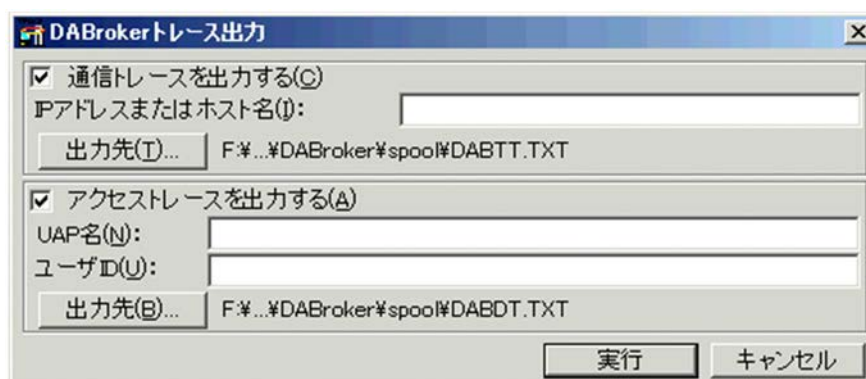 DABrokerトレース出力
通信トレースを出力する(C)
IPアドレスまたはホスト名(I):
出力先(T)... F:¥...¥DABroker¥spool¥DABTT.TXT
アクセストレースを出力する(A)
UAP名(N):
ユーザID(U):
出力先(B)... F:¥...¥DABroker¥spool¥DABDT.TXT
実行 キャンセル